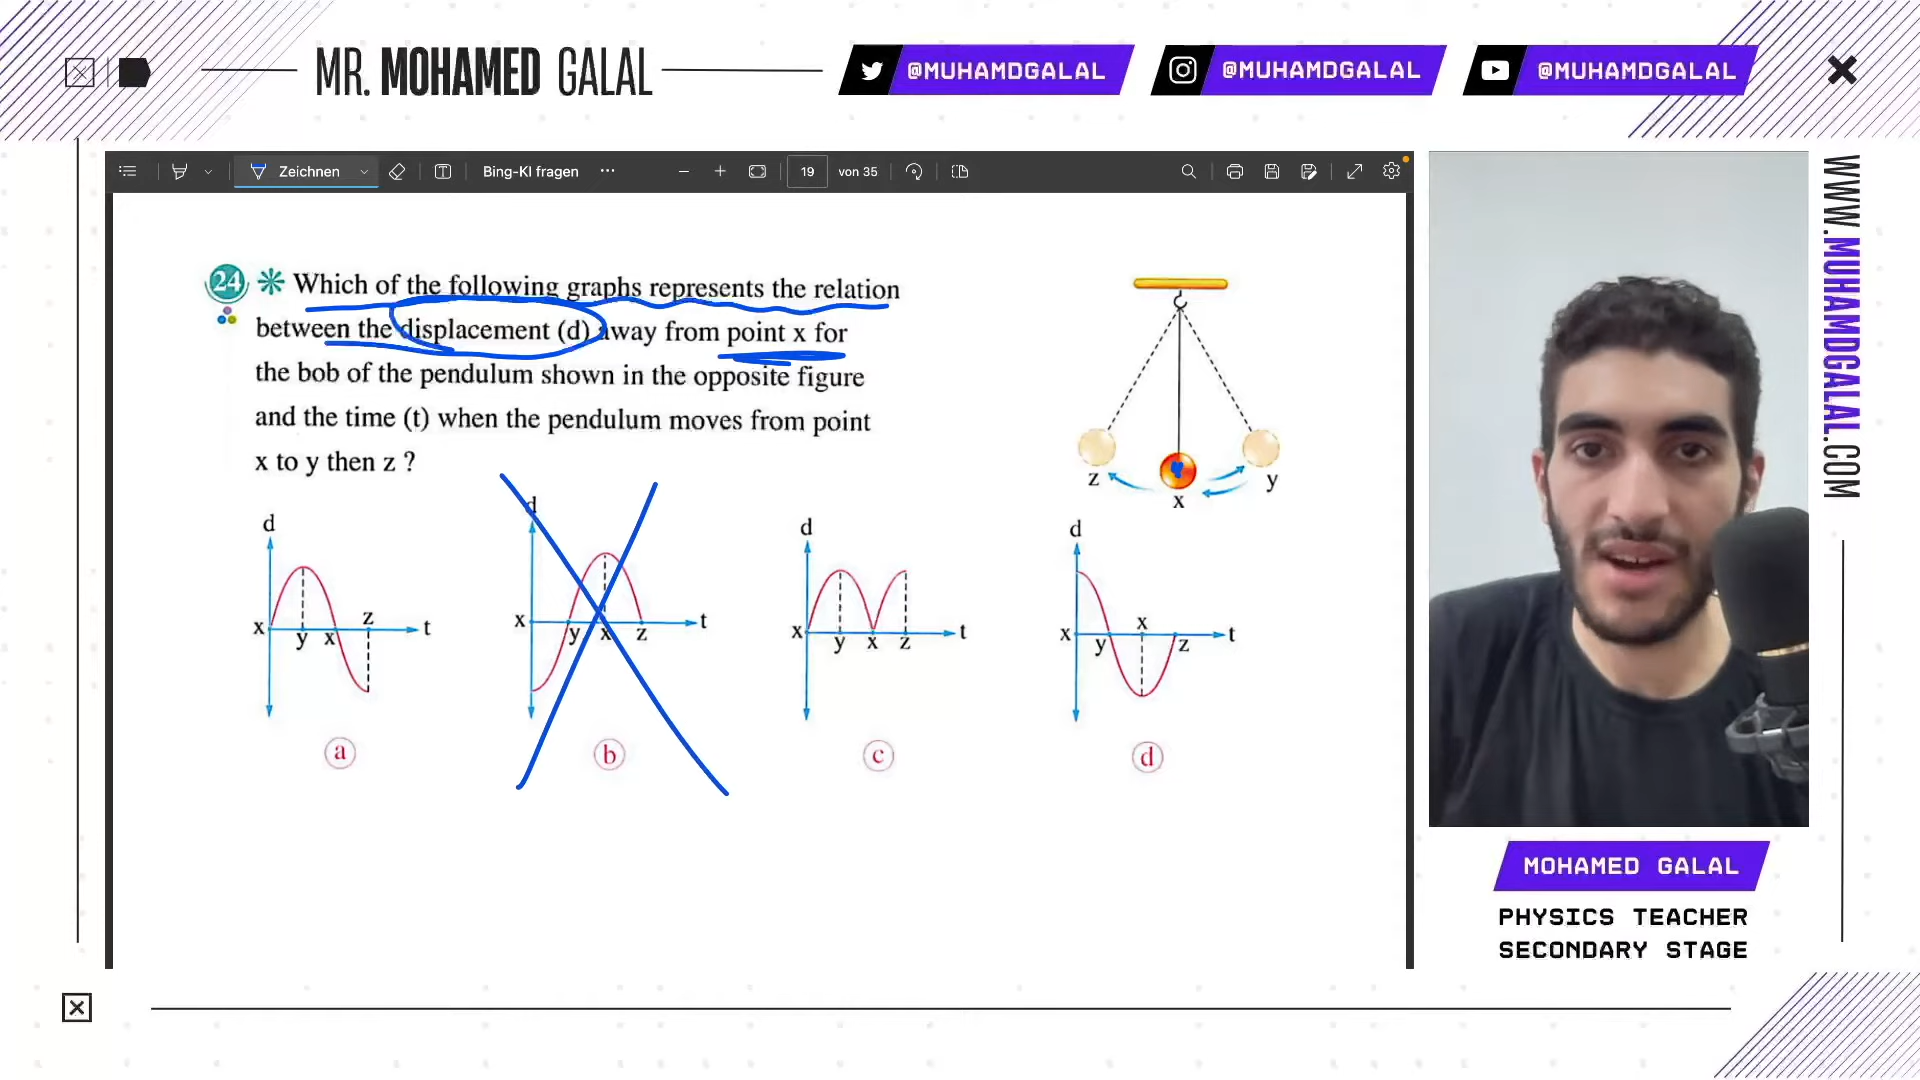 MR. MOHAMED GALAL
@MUHAMDGALAL
@MUHAMDGALAL
@MUHAMDGALAL
WWW.MUHAMDGALAL.COM
Zeichnen
Bing-KI fragen
19 von 35
24 Which of the following graphs represents the relation
between the displacement (d) away from point x for
the bob of the pendulum shown in the opposite figure
and the time (t) when the pendulum moves from point
x to y then z ?
z
x
y
d
x
y
x
z
t
a
d
x
y
x
z
t
b
d
x
y
x
z
t
c
d
x
y
x
z
t
d
MOHAMED GALAL
PHYSICS TEACHER
SECONDARY STAGE